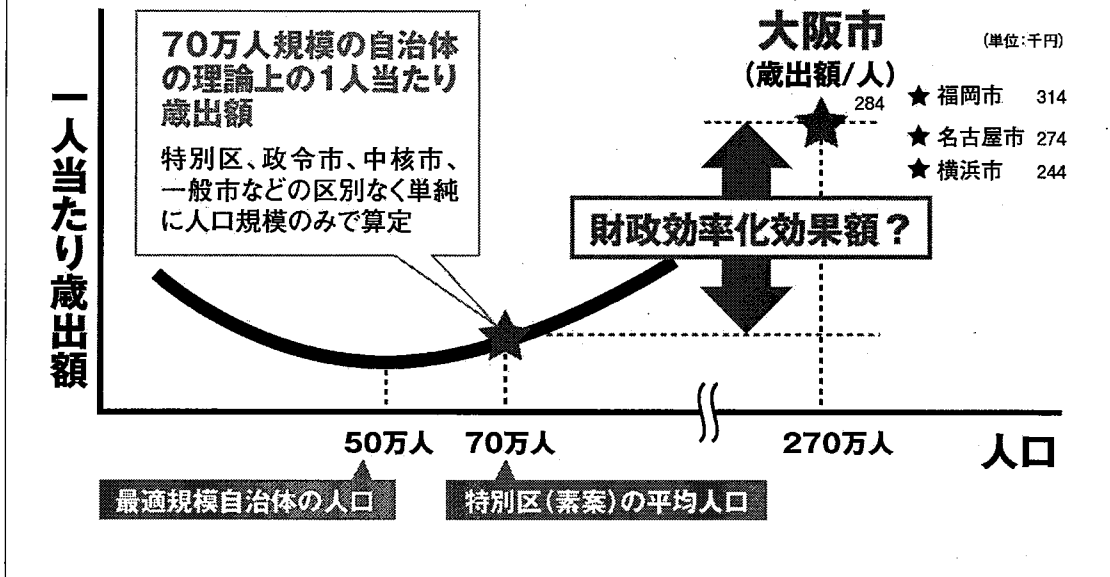 70万人規模の自治体
の理論上の1人当たり
歳出額
特別区、政令市、中核市、
一般市などの区別なく単純
に人口規模のみで算定
大阪市
(歳出額/人)
284
(単位:千円)
★ 福岡市 314
★ 名古屋市 274
★ 横浜市 244
一人当たり歳出額
財政効率化効果額?
50万人
70万人
270万人
人口
最適規模自治体の人口
特別区(素案)の平均人口